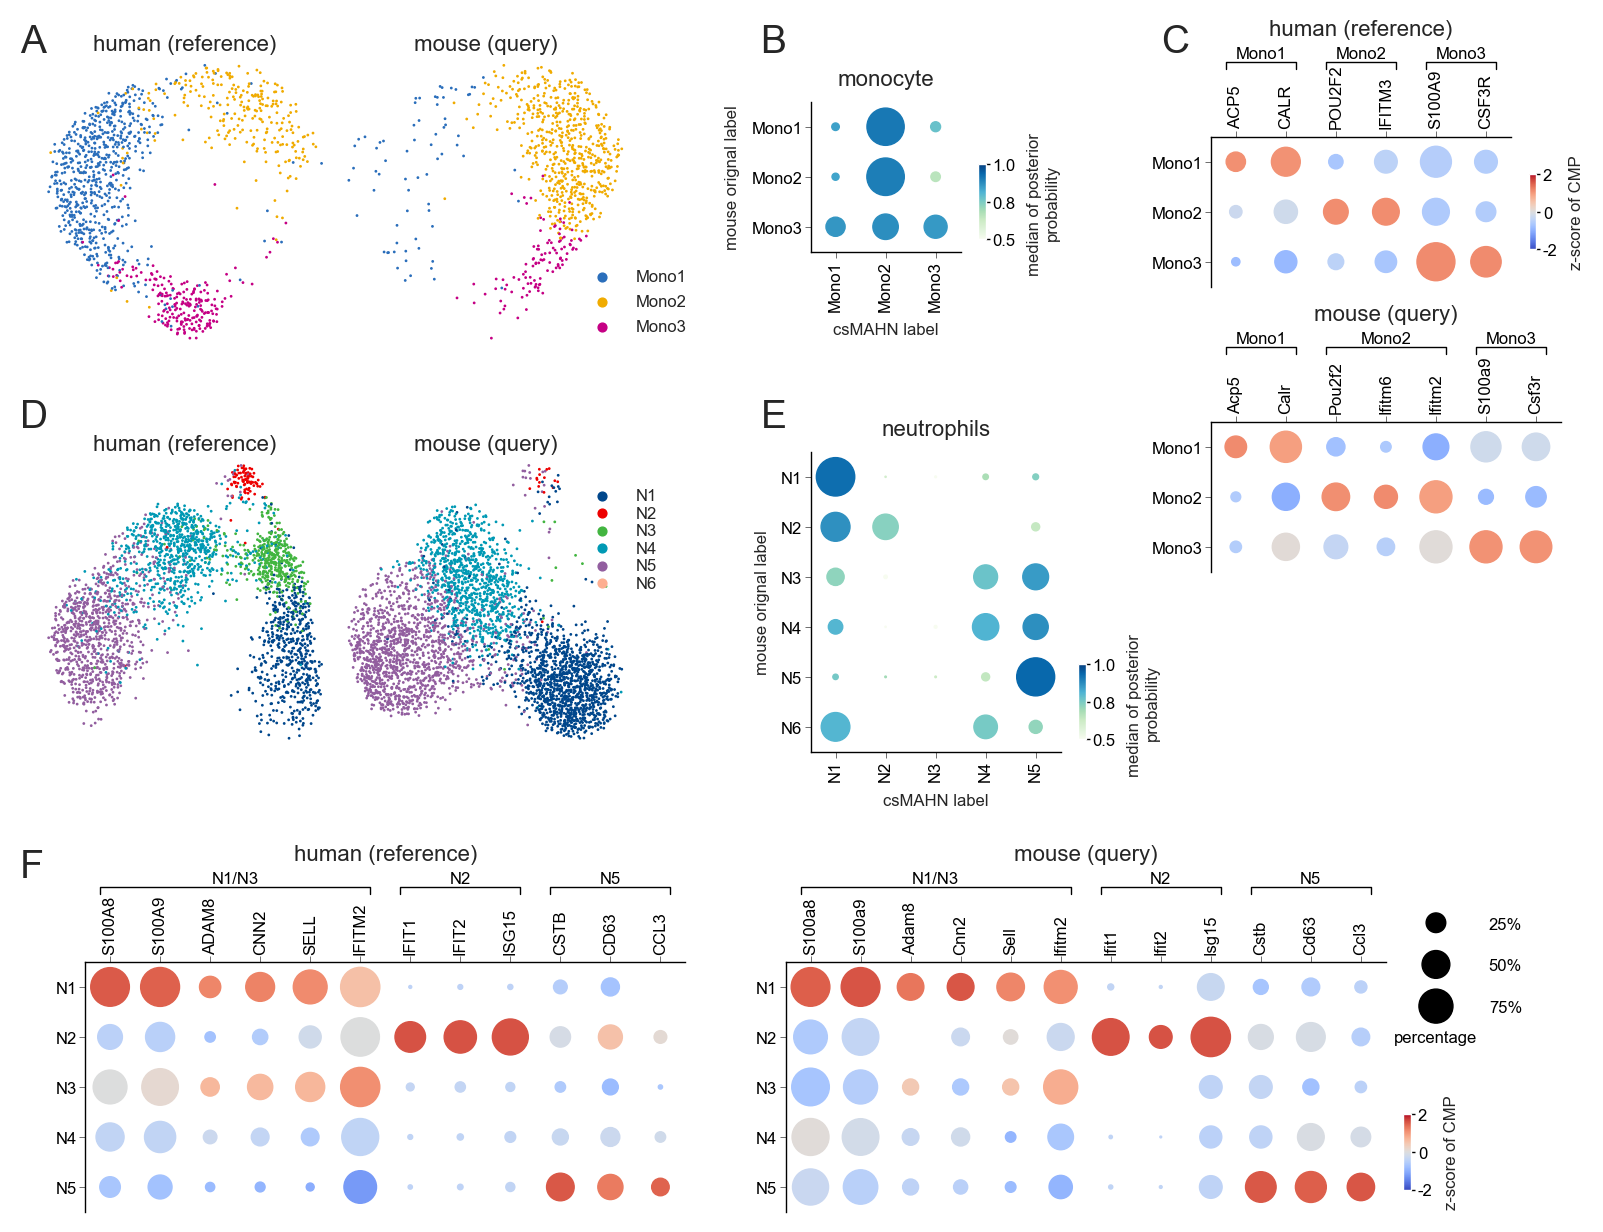 A
human (reference)
mouse (query)
Mono1
Mono2
Mono3
B
monocyte
mouse orignal label
Mono1
Mono2
Mono3
Mono1
Mono2
Mono3
csMAHN label
1.0
0.8
0.5
median of posterior
probability
C
human (reference)
Mono1
Mono2
Mono3
ACP5
CALR
POU2F2
IFITM3
S100A9
CSF3R
Mono1
Mono2
Mono3
2
0
-2
z-score of CMP
mouse (query)
Mono1
Mono2
Mono3
Acp5
Calr
Pou2f2
Ifitm6
Ifitm2
S100a9
Csf3r
Mono1
Mono2
Mono3
D
human (reference)
mouse (query)
N1
N2
N3
N4
N5
N6
E
neutrophils
mouse orignal label
N1
N2
N3
N4
N5
N6
N1
N2
N3
N4
N5
csMAHN label
1.0
0.8
0.5
median of posterior
probability
F
human (reference)
N1/N3
N2
N5
S100A8
S100A9
ADAM8
CNN2
SELL
IFITM2
IFIT1
IFIT2
ISG15
CSTB
CD63
CCL3
N1
N2
N3
N4
N5
mouse (query)
N1/N3
N2
N5
S100a8
S100a9
Adam8
Cnn2
Sell
Ifitm2
Ifit1
Ifit2
Isg15
Cstb
Cd63
Ccl3
N1
N2
N3
N4
N5
25%
50%
75%
percentage
2
0
-2
z-score of CMP